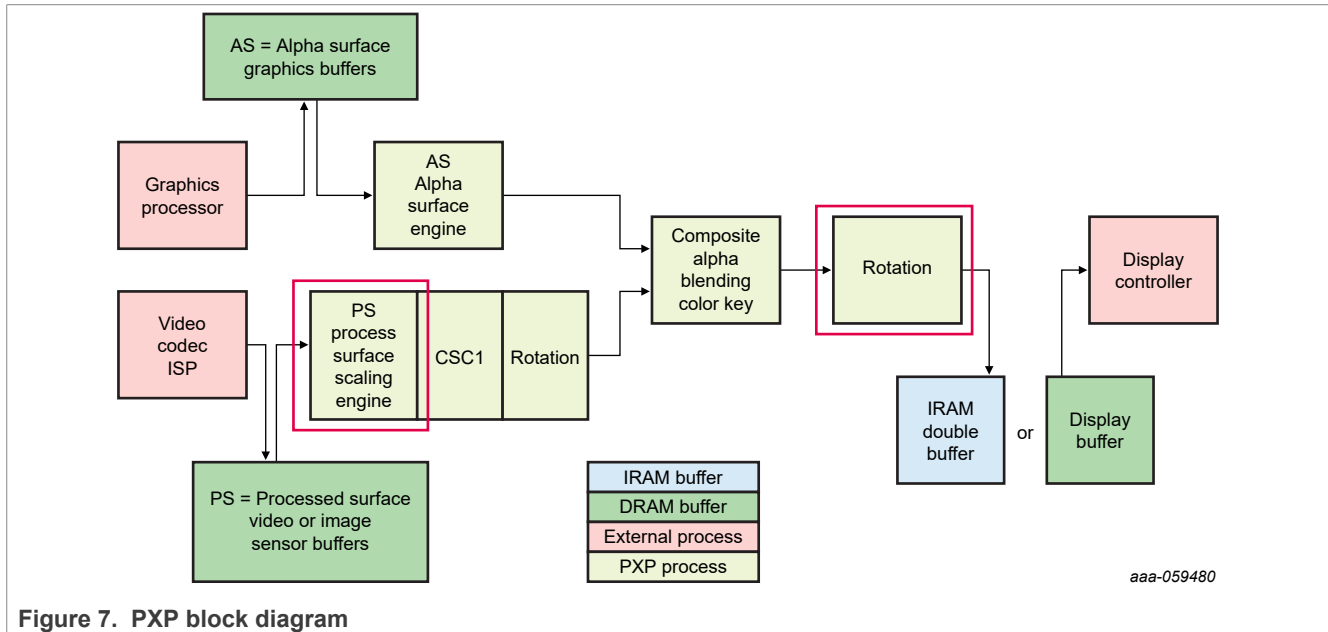 AS = Alpha surface
graphics buffers
Graphics
processor
AS
Alpha
surface
engine
Video
codec
ISP
PS
process
surface
scaling
engine
CSC1
Rotation
Composite
alpha
blending
color key
Rotation
Display
controller
IRAM
double
buffer
or
Display
buffer
PS = Processed surface
video or image
sensor buffers
IRAM buffer
DRAM buffer
External process
PXP process
aaa-059480
Figure 7. PXP block diagram